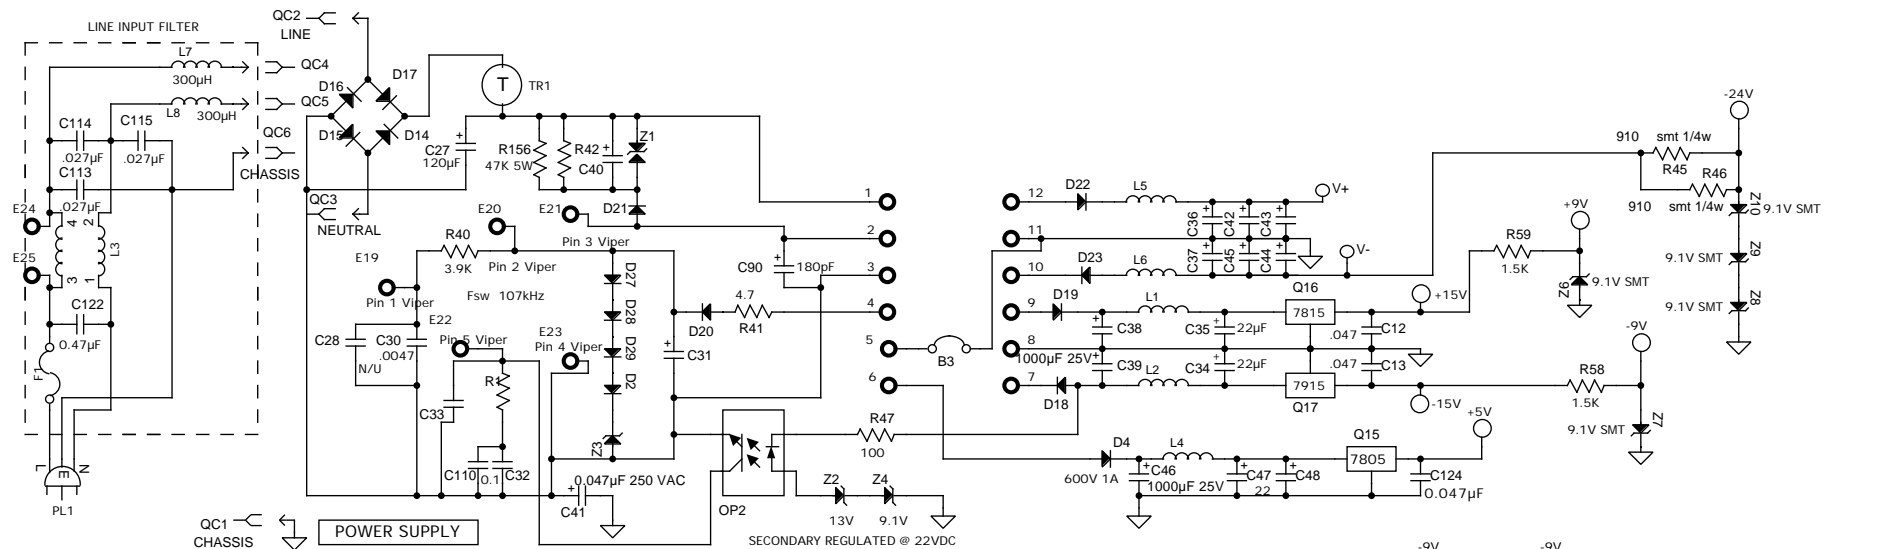 LINE INPUT FILTER
L7
300µH
L8
300µH
C114
.027µF
C115
.027µF
C113
.027µF
E24
E25
4
2
3
1
L3
C122
0.47µF
F1
L
E
N
PL1
QC2
LINE
QC4
QC5
QC6
CHASSIS
QC3
NEUTRAL
QC1
CHASSIS
POWER SUPPLY
D16
D17
D15
D14
T
TR1
+
C27
120µF
R156
47K 5W
R42
+
C40
Z1
D21
E20
E21
Pin 3 Viper
R40
3.9K
Pin 2 Viper
E19
Pin 1 Viper
Fsw 107kHz
E22
Pin 5 Viper
E23
Pin 4 Viper
C28
C30
.0047
N/U
C33
R1
C110
0.1
C32
D27
D28
D29
D2
Z3
0.047µF 250 VAC
+
C41
+
C31
D20
4.7
R41
+
C90
180pF
OP2
R47
100
Z2
13V
Z4
9.1V
SECONDARY REGULATED @ 22VDC
1
2
3
4
5
6
B3
12
11
10
9
8
7
D22
L5
D23
L6
+
C36
+
C42
+
C43
+
C37
+
C45
+
C44
V+
V-
D19
L1
+
C38
1000µF 25V
+
C39
D18
L2
+
C35
22µF
+
C34
22µF
Q16
7815
7915
Q17
.047
C12
.047
C13
+15V
-15V
D4
600V 1A
+
C46
1000µF 25V
L4
+
C47
22
+
C48
Q15
7805
+5V
C124
0.047µF
R59
1.5K
+9V
Z6
9.1V SMT
R58
1.5K
-9V
Z7
9.1V SMT
-24V
910
smt 1/4w
R45
R46
910
smt 1/4w
Z10
9.1V SMT
Z9
9.1V SMT
Z8
9.1V SMT
-9V
-9V